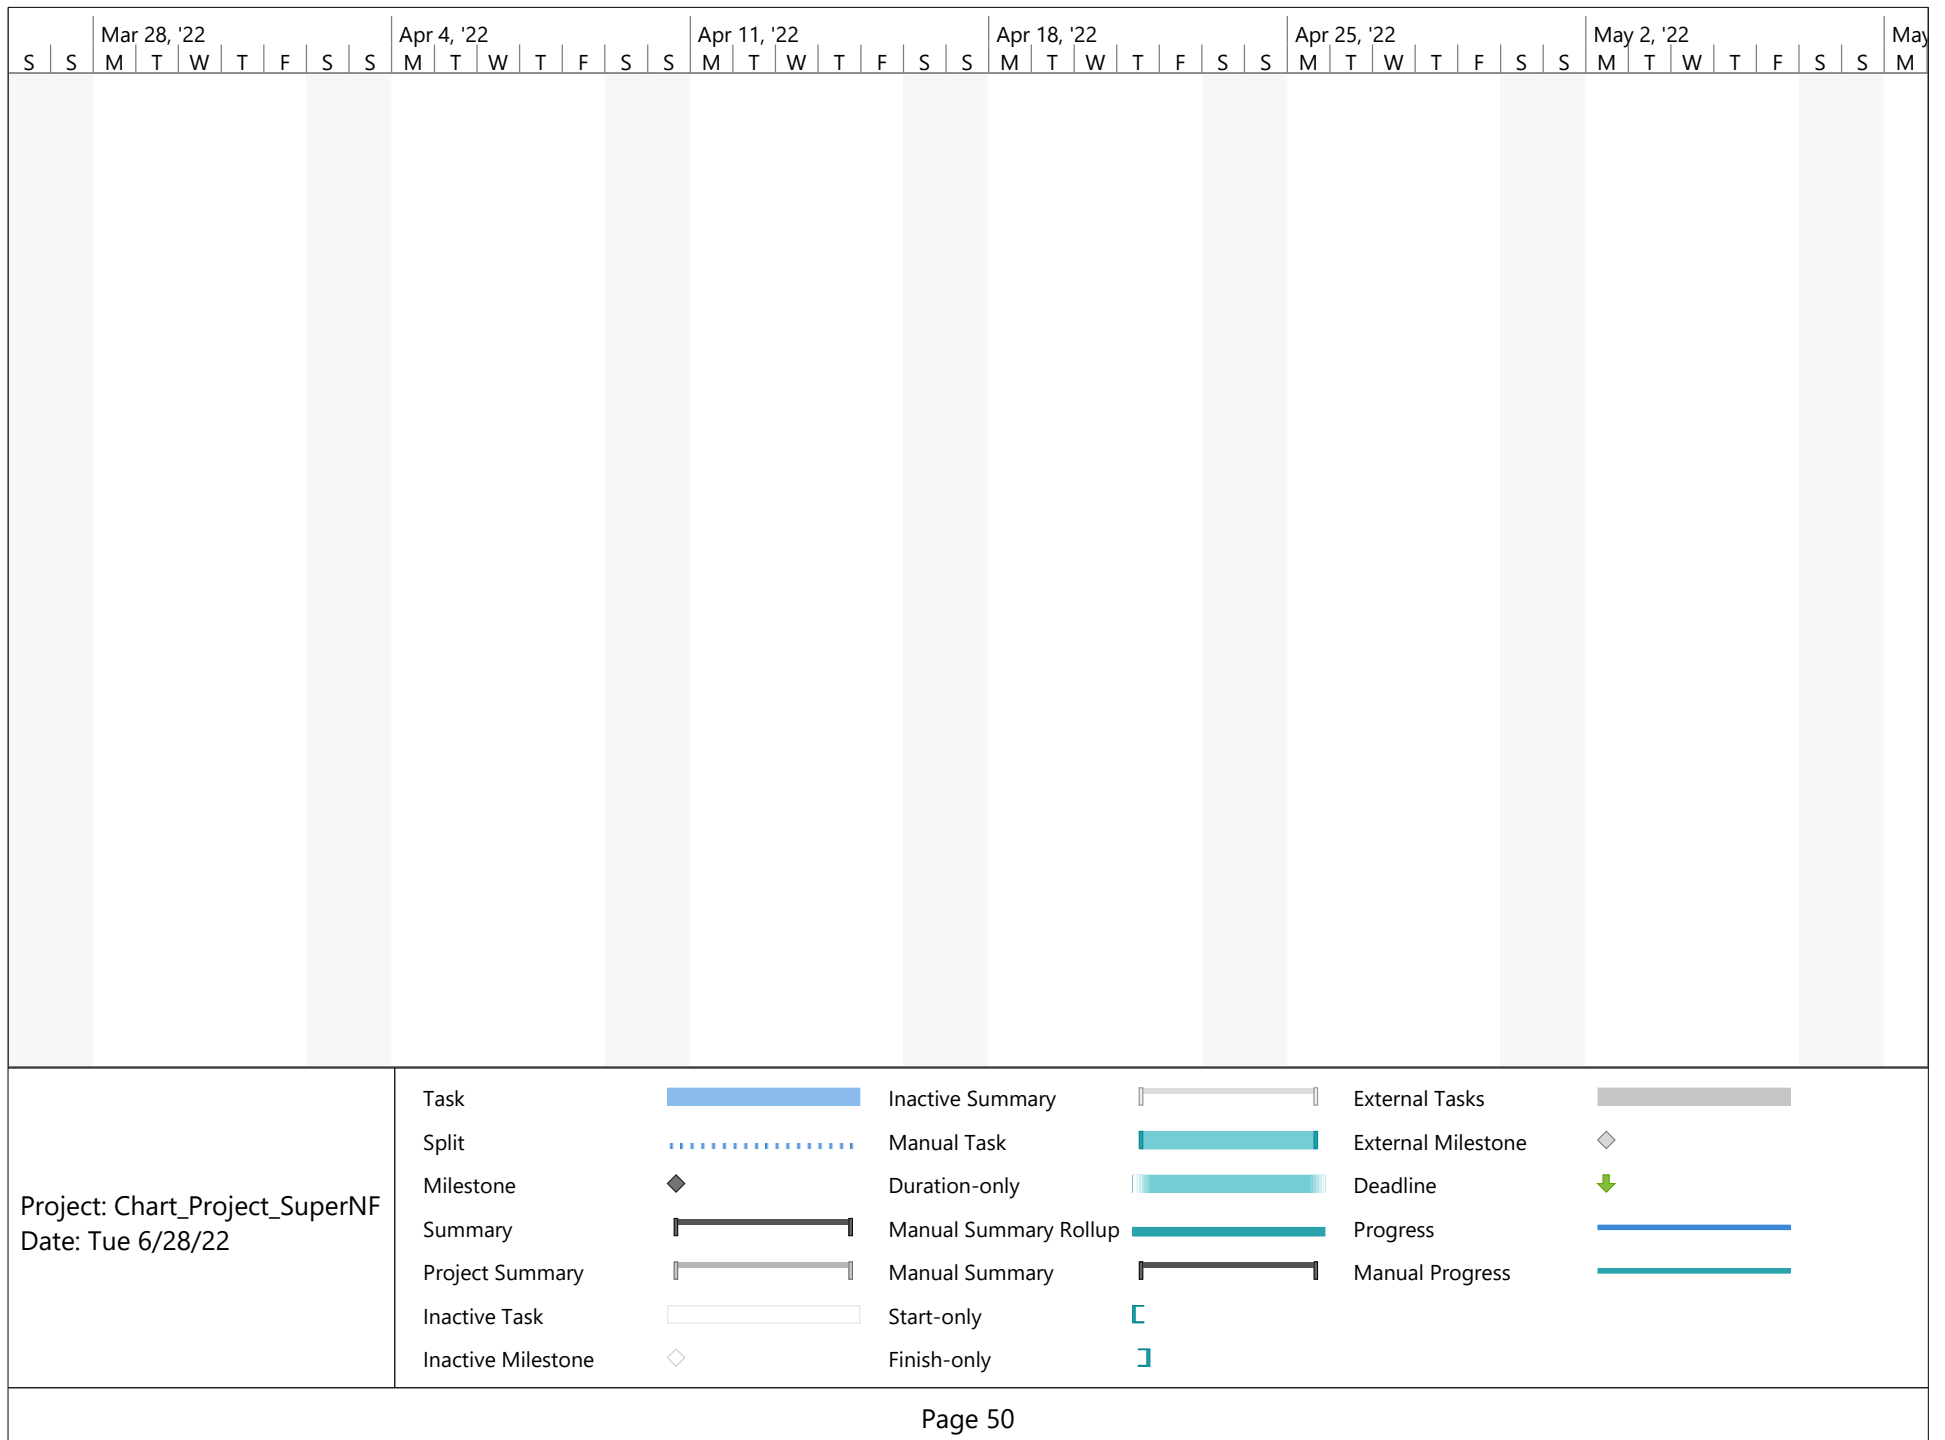 Mar 28, '22 Apr 4, '22 Apr 11, '22 Apr 18, '22 Apr 25, '22 May 2, '22 May
S S M T W T F S S M T W T F S S M T W T F S S M T W T F S S M T W T F S S M T W T F S S M
Task Inactive Summary External Tasks
Split Manual Task External Milestone
Milestone Duration-only Deadline
Summary Manual Summary Rollup Progress
Project Summary Manual Summary Manual Progress
Inactive Task Start-only
Inactive Milestone Finish-only
Project: Chart_Project_SuperNF
Date: Tue 6/28/22
Page 50